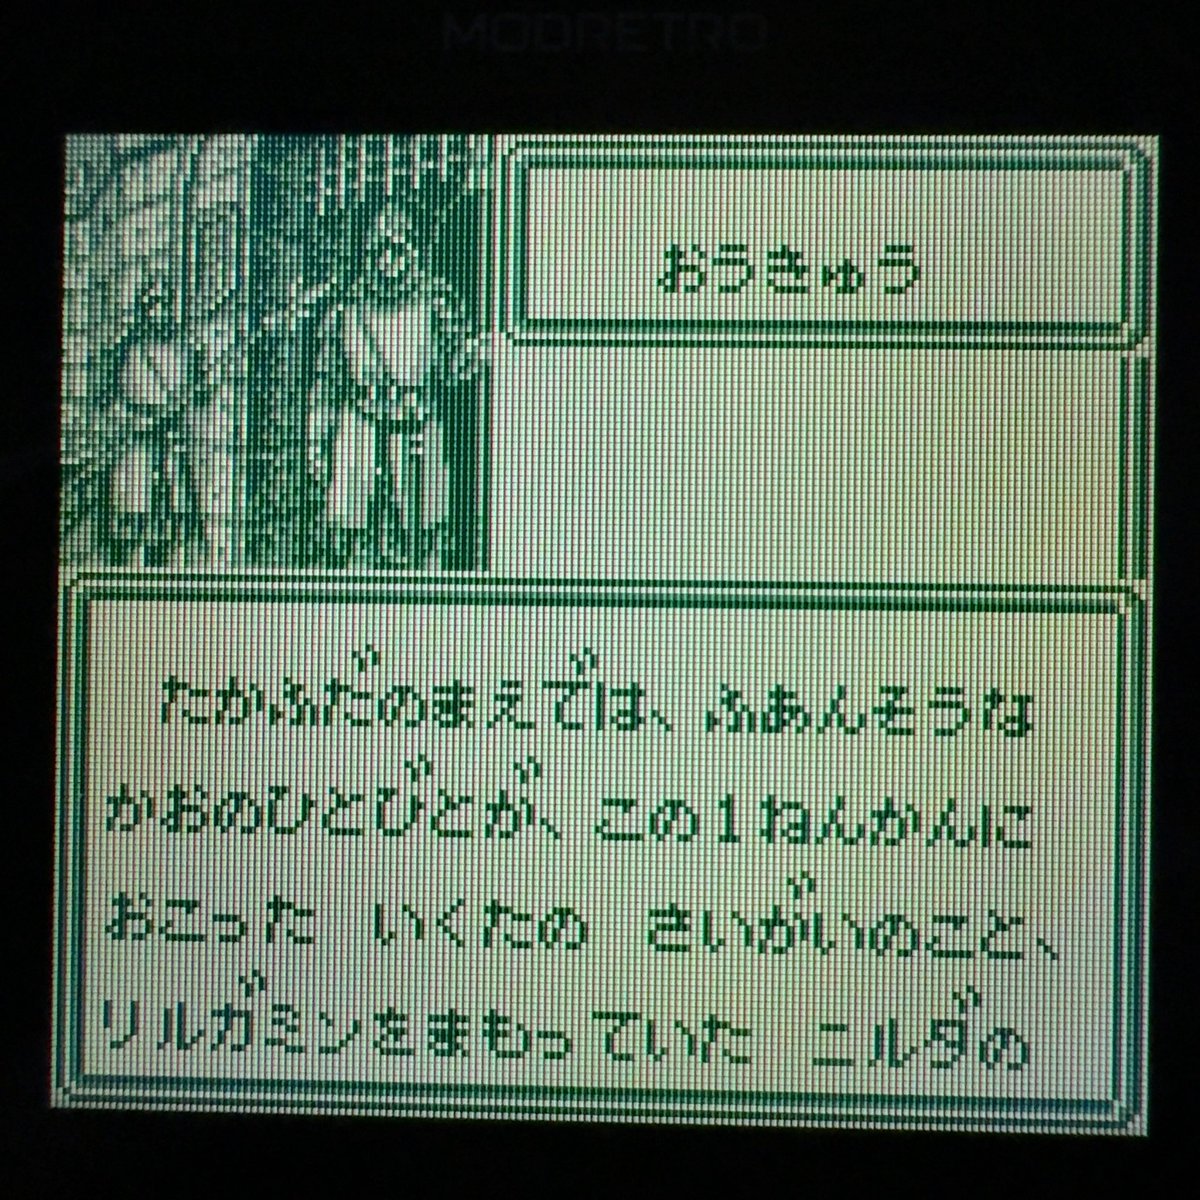 MODRETRO
おうきゅう
たかふだのまえでは、ふあんそうな
かおのひとびとが、この1ねんかんに
おこった いくたの さいがいのこと、
リルガミンをまもっていた ニルダの